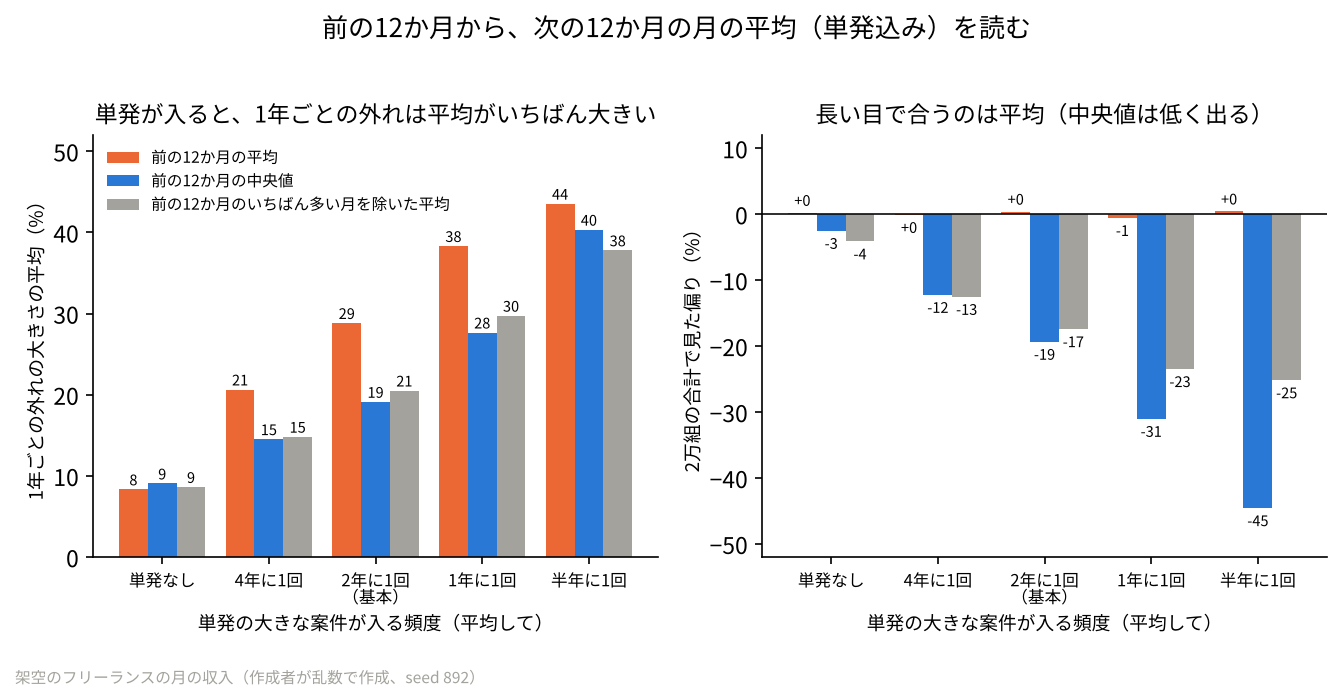 前の12か月から、次の12か月の月の平均（単発込み）を読む
単発が入ると、1年ごとの外れは平均がいちばん大きい
1年ごとの外れの大きさの平均（%）
50
40
30
20
10
0
前の12か月の平均
前の12か月の中央値
前の12か月のいちばん多い月を除いた平均
8
9
9
21
15
15
29
19
21
38
28
30
44
40
38
単発なし
4年に1回
2年に1回
（基本）
1年に1回
半年に1回
単発の大きな案件が入る頻度（平均して）
長い目で合うのは平均（中央値は低く出る）
2万組の合計で見た偏り（%）
10
0
−10
−20
−30
−40
−50
+0
-3
-4
+0
-12
-13
+0
-19
-17
-1
-31
-23
+0
-45
-25
単発なし
4年に1回
2年に1回
（基本）
1年に1回
半年に1回
単発の大きな案件が入る頻度（平均して）
架空のフリーランスの月の収入（作成者が乱数で作成、seed 892）